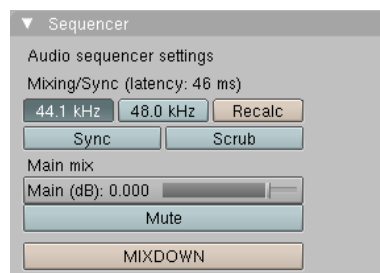 Sequencer
Audio sequencer settings
Mixing/Sync (latency: 46 ms)
44.1 kHz 48.0 kHz Recalc
Sync Scrub
Main mix
Main (dB): 0.000
Mute
MIXDOWN